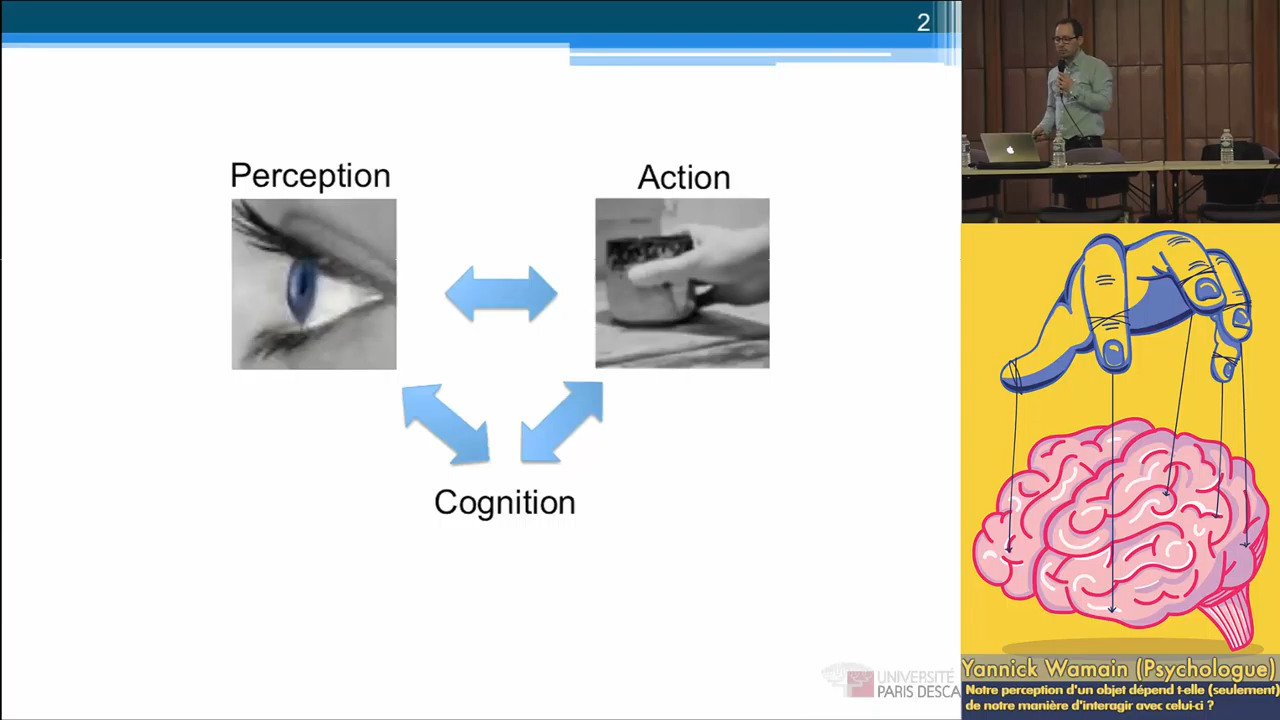 2
Perception
Action
Cognition
UNIVERSITÉ
PARIS DESCA
Yannick Wamain (Psychologue)
Notre perception d'un objet dépend t-elle (seulement)
de notre manière d'interagir avec celui-ci ?